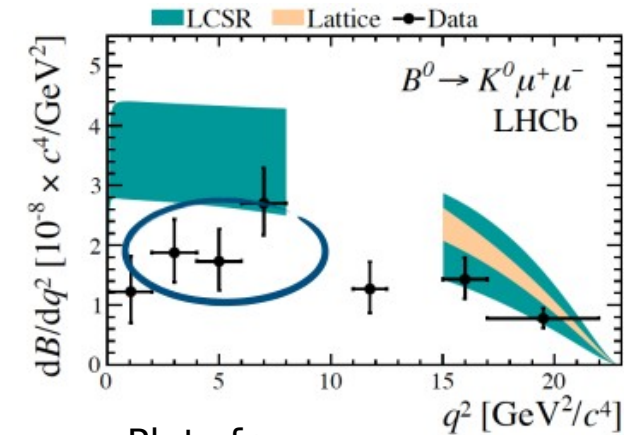 LCSR Lattice Data
B⁰ → K⁰μ⁺μ⁻
LHCb
dB/dq² [10⁻⁸ × c⁴/GeV²]
5
4
3
2
1
0
0 5 10 15 20
q² [GeV²/c⁴]